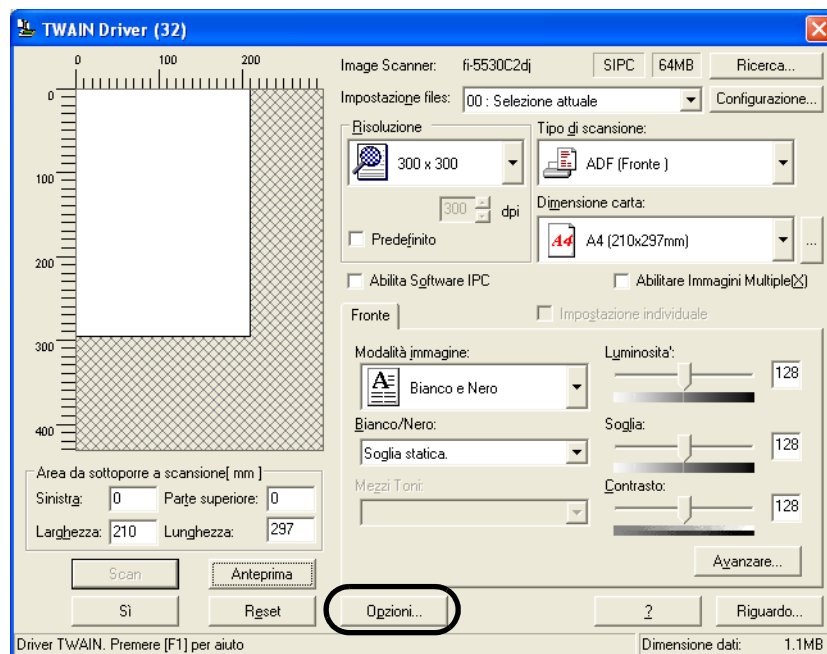 TWAIN Driver (32)
0 100 200
0
100
200
300
400
Image Scanner: fi-5530C2dj SIPC 64MB Ricerca...
Impostazione files: 00 : Selezione attuale Configurazione...
Risoluzione
300 x 300
300 dpi
Predefinito
Tipo di scansione:
ADF (Fronte )
Dimensione carta:
A4 A4 (210x297mm) ...
Abilita Software IPC Abilitare Immagini Multiple(X)
Fronte Impostazione individuale
Modalità immagine:
A Bianco e Nero
Bianco/Nero:
Soglia statica.
Mezzi Toni:
Luminosita':
128
Soglia:
128
Contrasto:
128
Avanzare...
Area da sottoporre a scansione[ mm ]
Sinistra: 0 Parte superiore: 0
Larghezza: 210 Lunghezza: 297
Scan Anteprima
Sì Reset Opzioni... ? Riguardo...
Driver TWAIN. Premere [F1] per aiuto Dimensione dati: 1.1MB